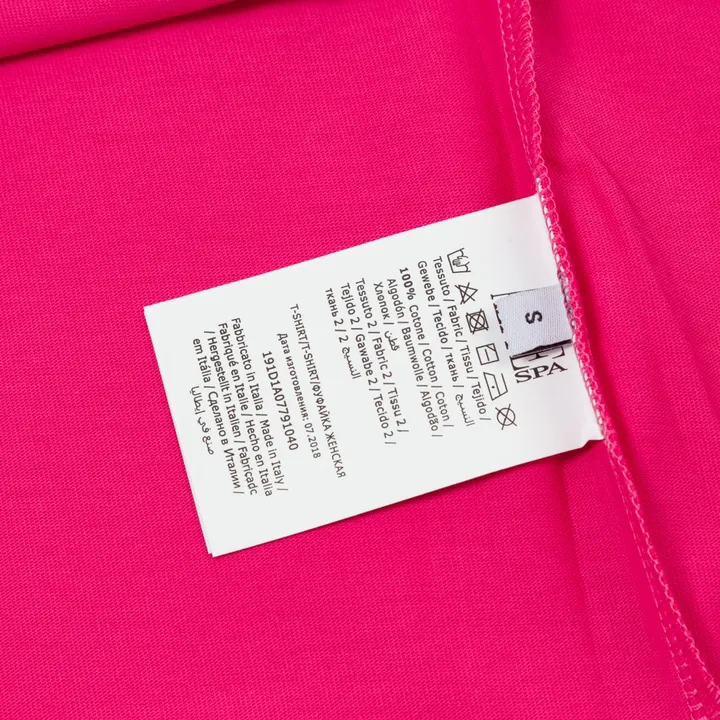 S
SPA
Tessuto / Fabric / Tissu / Tejido /
Gewebe / Tecido / ткань / النسيج
100% Cotone / Cotton / Coton /
Algodón / Baumwolle / Algodão /
Хлопок / قطن
Tessuto 2 / Fabric 2 / Tissu 2 /
Tejido 2 / Gawabe 2 / Tecido 2 /
ткань 2 / النسيج 2
T-SHIRT/T-SHIRT/ФУФАЙКА ЖЕНСКАЯ
Дата изготовления: 07.2018
191D1A07791040
Fabbricato in Italia / Made in Italy /
Fabriqué en Italie / Hecho en Italia
/ Hergestellt in Italien / Fabricadc
em Itália / Сделано в Италии /
صنع في إيطاليا